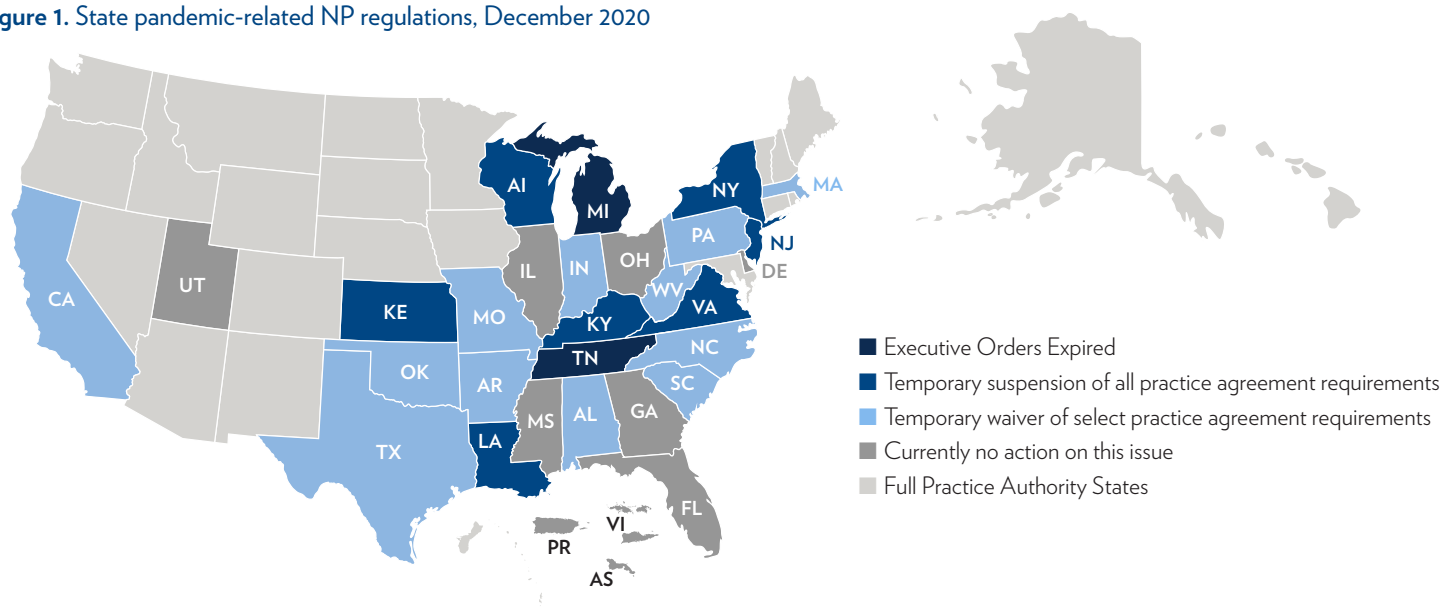 gure 1. State pandemic-related NP regulations, December 2020
AI
MI
NY
MA
PA
NJ
IL
IN
OH
DE
UT
WV
CA
KE
MO
VA
KY
NC
TN
OK
AR
SC
MS
AL
GA
LA
TX
FL
VI
PR
AS
Executive Orders Expired
Temporary suspension of all practice agreement requirements
Temporary waiver of select practice agreement requirements
Currently no action on this issue
Full Practice Authority States